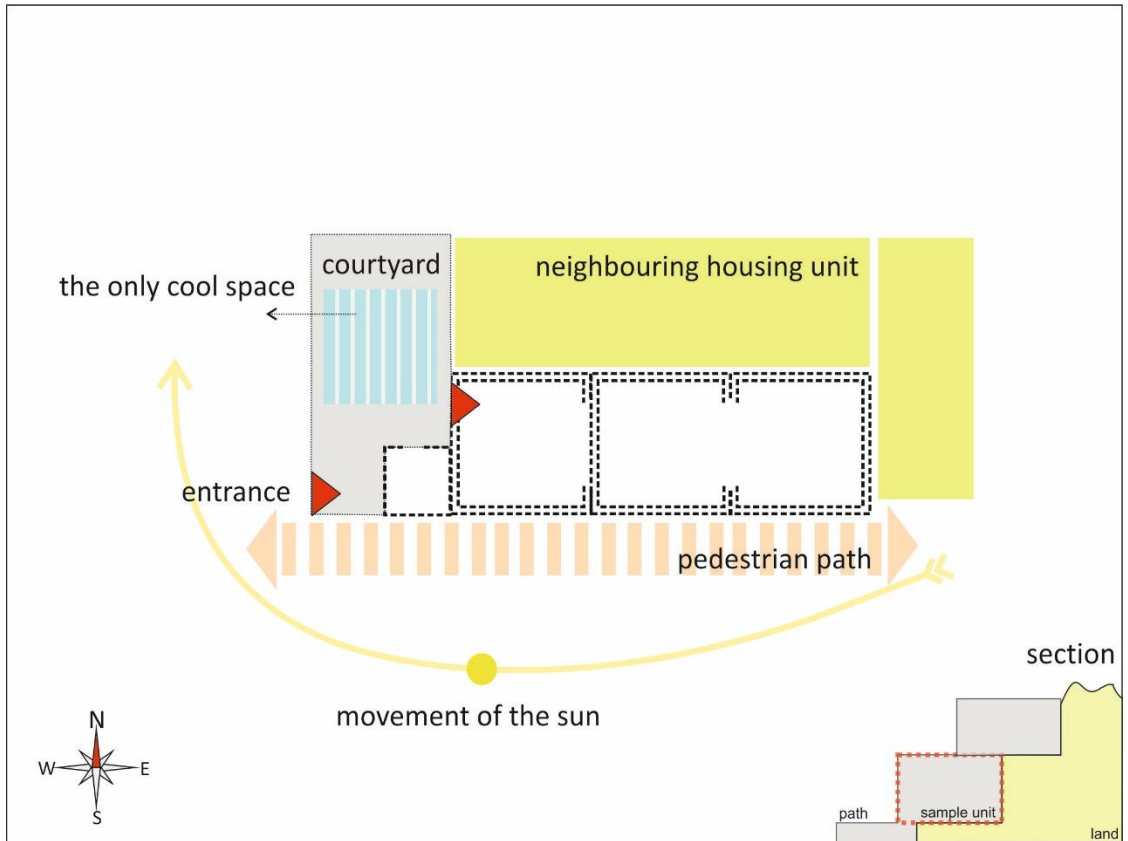 courtyard
neighbouring housing unit
the only cool space
entrance
pedestrian path
movement of the sun
section
N
W E
S
path
sample unit
land